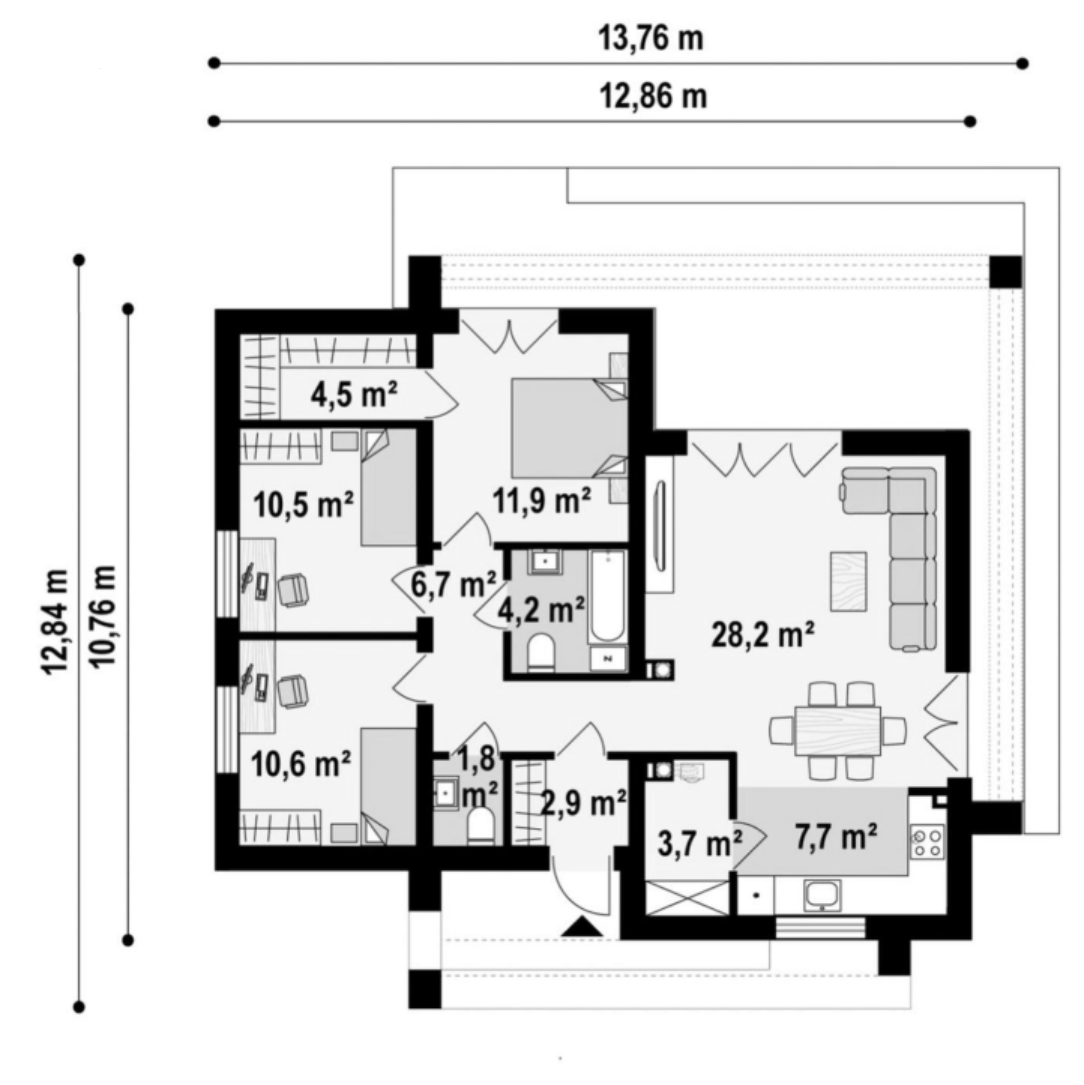 13,76 m
12,86 m
12,84 m
10,76 m
4,5 m²
10,5 m²
11,9 m²
6,7 m²
4,2 m²
28,2 m²
N
10,6 m²
1,8
m²
2,9 m²
3,7 m²
7,7 m²